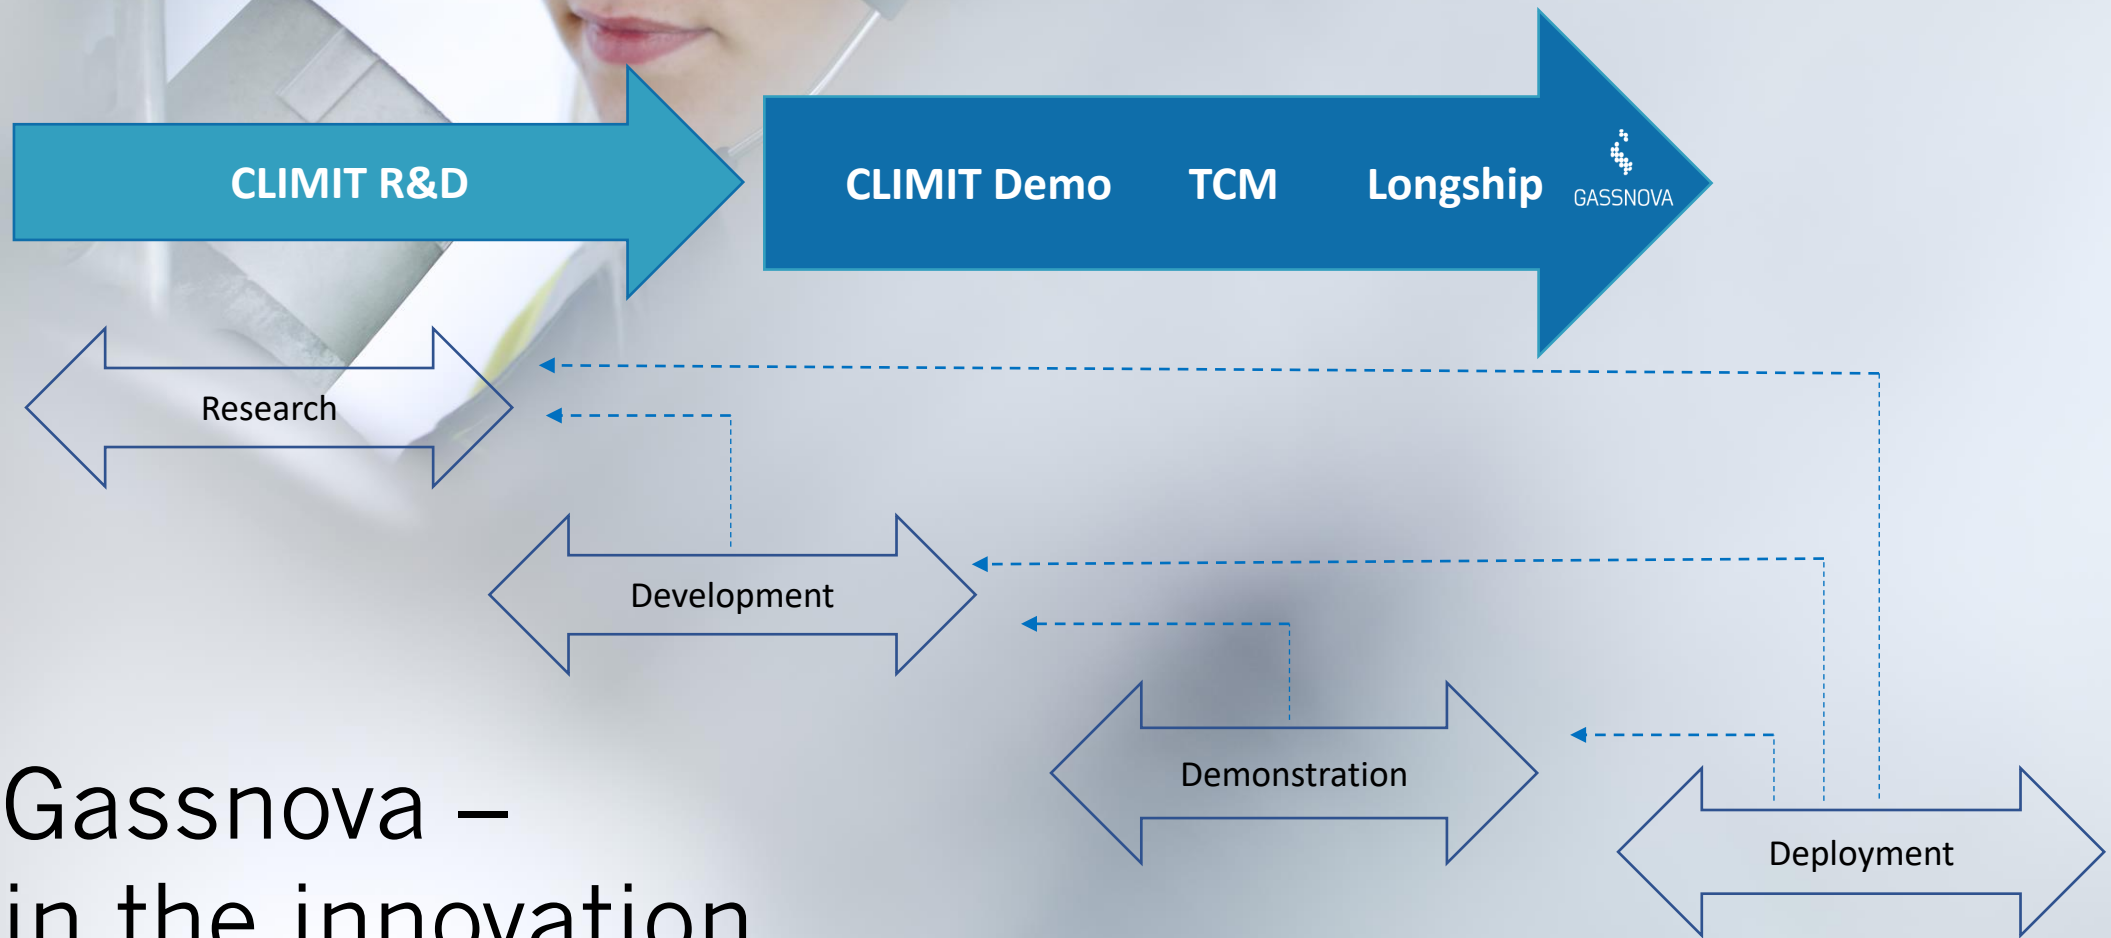 CLIMIT R&D
CLIMIT Demo TCM Longship
GASSNOVA
Research
Development
Demonstration
Deployment
Gassnova –
in the innovation